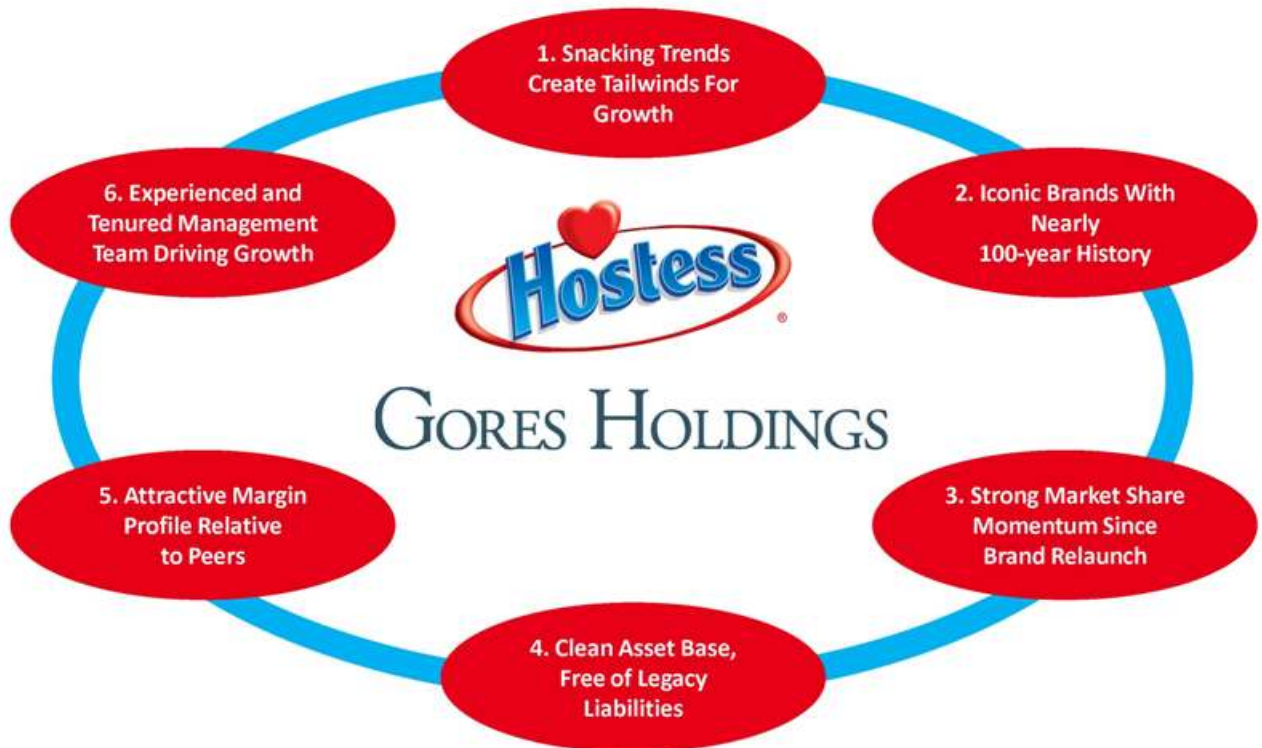 1. Snacking Trends
Create Tailwinds For
Growth
2. Iconic Brands With
Nearly
100-year History
3. Strong Market Share
Momentum Since
Brand Relaunch
4. Clean Asset Base,
Free of Legacy
Liabilities
5. Attractive Margin
Profile Relative
to Peers
6. Experienced and
Tenured Management
Team Driving Growth
Hostess®
GORES HOLDINGS